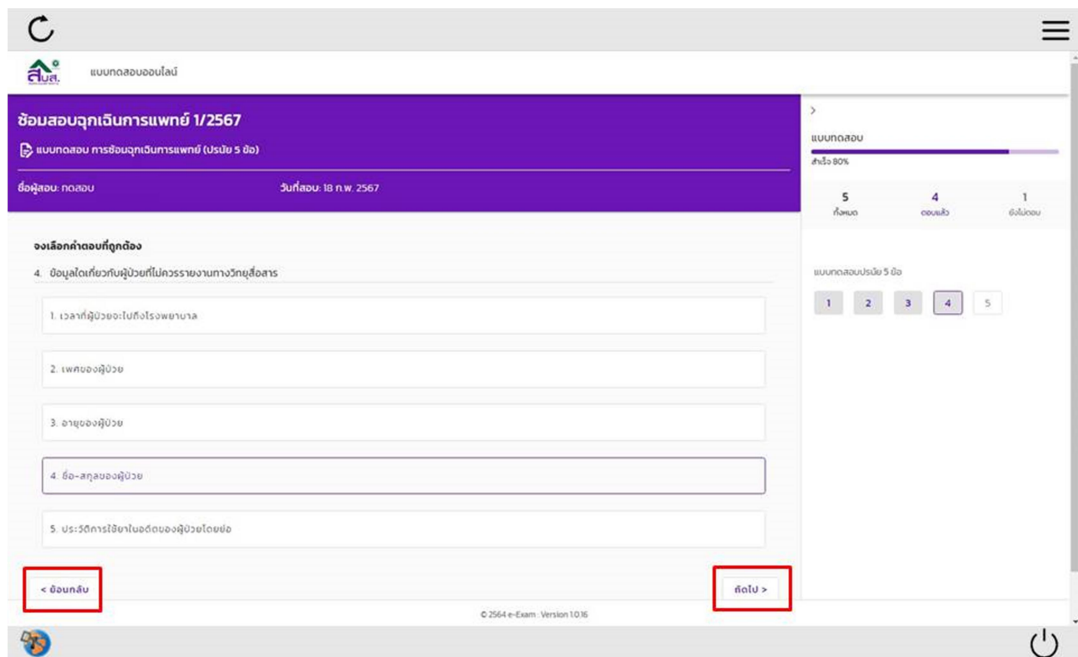 สบส.
แบบทดสอบออนไลน์
ซ้อมสอบฉุกเฉินการแพทย์ 1/2567
แบบทดสอบ การซ้อมฉุกเฉินการแพทย์ (ปรนัย 5 ข้อ)
ชื่อผู้สอบ: ทดสอบ วันที่สอบ: 18 ก.พ. 2567
จงเลือกคำตอบที่ถูกต้อง
4. ข้อมูลใดเกี่ยวกับผู้ป่วยที่ไม่ควรรายงานทางวิทยุสื่อสาร
1. เวลาที่ผู้ป่วยจะไปถึงโรงพยาบาล
2. เพศของผู้ป่วย
3. อายุของผู้ป่วย
4. ชื่อ-สกุลของผู้ป่วย
5. ประวัติการใช้ยาในอดีตของผู้ป่วยโดยย่อ
< ย้อนกลับ ถัดไป >
>
แบบทดสอบ
สำเร็จ 80%
5 4 1
ทั้งหมด ตอบแล้ว ยังไม่ตอบ
แบบทดสอบปรนัย 5 ข้อ
1 2 3 4 5
© 2564 e-Exam : Version 1.0.16